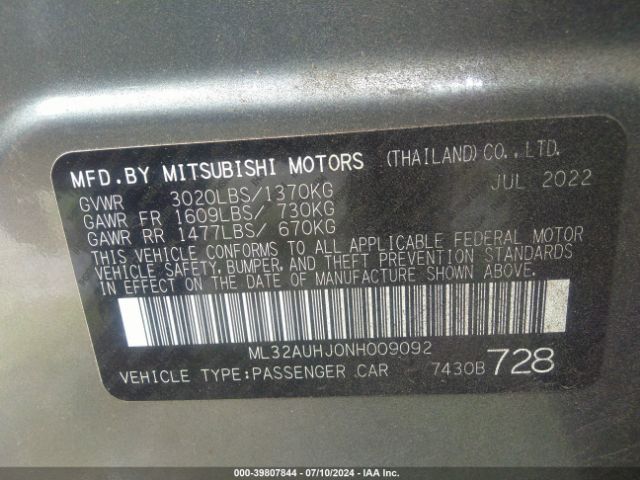 MFD.BY MITSUBISHI MOTORS (THAILAND) CO.,LTD.
GVWR 3020LBS/1370KG JUL 2022
GAWR FR 1609LBS/ 730KG
GAWR RR 1477LBS/ 670KG
THIS VEHICLE CONFORMS TO ALL APPLICABLE FEDERAL MOTOR
VEHICLE SAFETY, BUMPER, AND THEFT PREVENTION STANDARDS
IN EFFECT ON THE DATE OF MANUFACTURE SHOWN ABOVE.
ML32AUHJ0NH009092
VEHICLE TYPE:PASSENGER CAR 7430B 728
000-39807844 / 07/10/2024 / IAA Holdings, LLC.